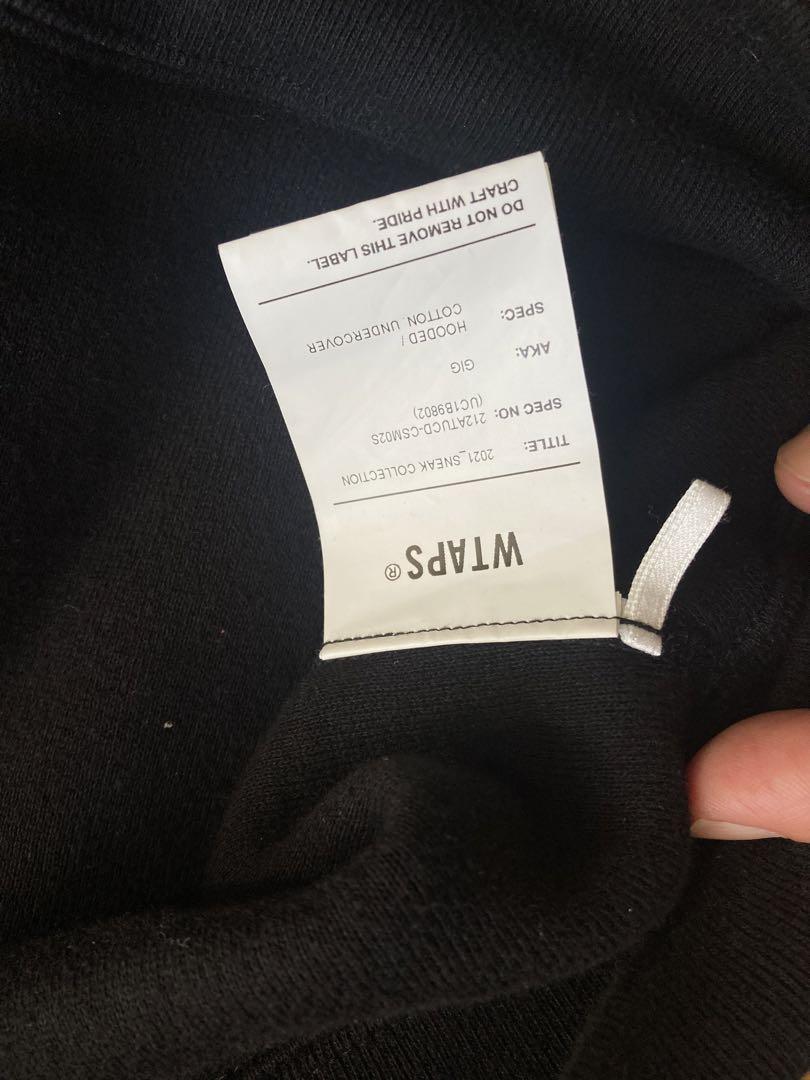 WTAPS®
TITLE: 2021_SNEAK COLLECTION
SPEC NO: 212ATUCD-CSM02S
(UC1B9802)
AKA: GIG
SPEC: HOODED /
COTTON. UNDERCOVER
DO NOT REMOVE THIS LABEL.
CRAFT WITH PRIDE.